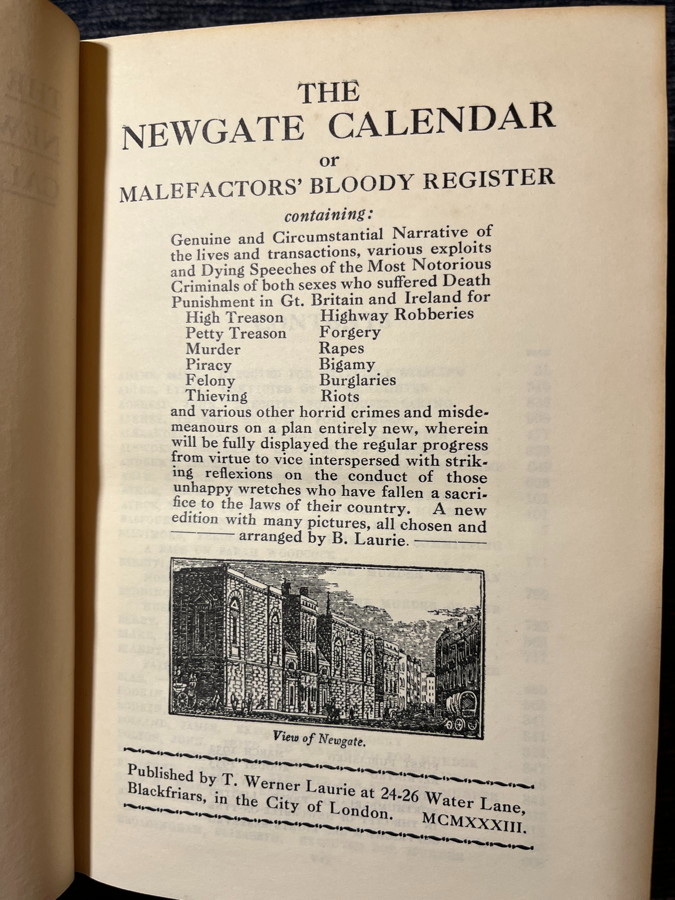 THE
NEWGATE CALENDAR
or
MALEFACTORS' BLOODY REGISTER
containing:
Genuine and Circumstantial Narrative of
the lives and transactions, various exploits
and Dying Speeches of the Most Notorious
Criminals of both sexes who suffered Death
Punishment in Gt. Britain and Ireland for
High Treason Highway Robberies
Petty Treason Forgery
Murder Rapes
Piracy Bigamy
Felony Burglaries
Thieving Riots
and various other horrid crimes and misde-
meanours on a plan entirely new, wherein
will be fully displayed the regular progress
from virtue to vice interspersed with strik-
ing reflexions on the conduct of those
unhappy wretches who have fallen a sacri-
fice to the laws of their country. A new
edition with many pictures, all chosen and
arranged by B. Laurie.
View of Newgate.
Published by T. Werner Laurie at 24-26 Water Lane,
Blackfriars, in the City of London. MCMXXXIII.